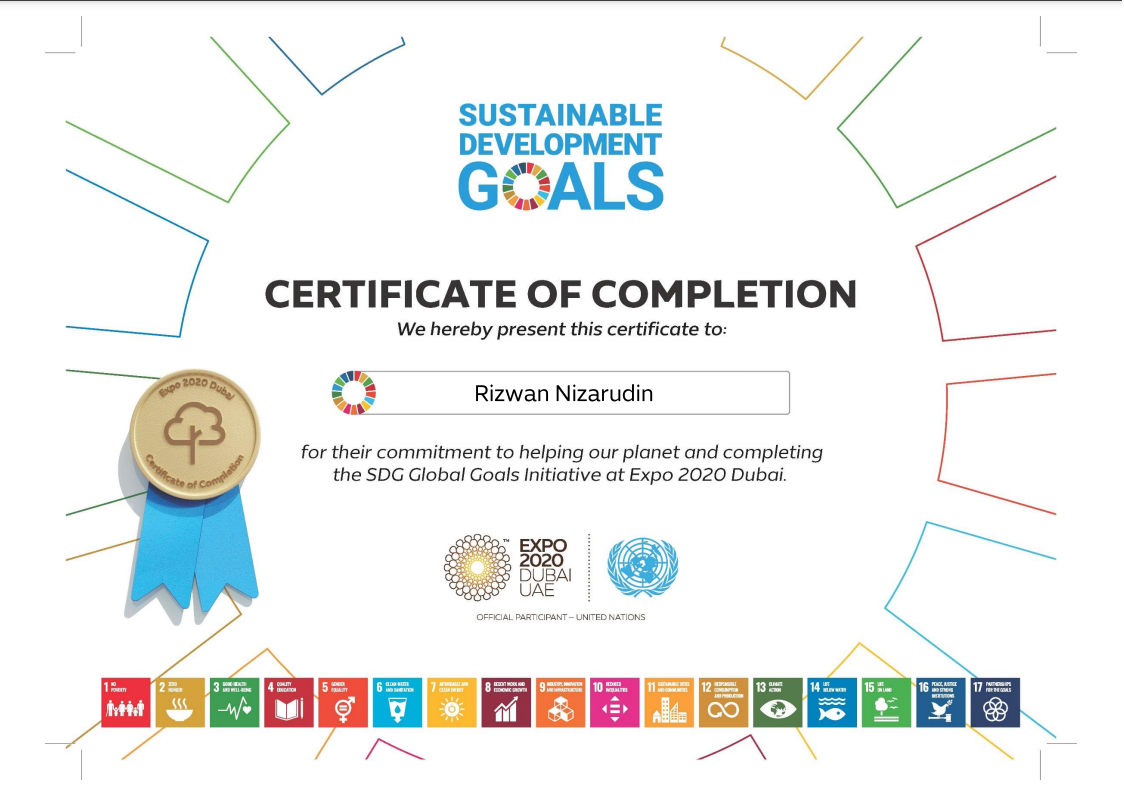 SUSTAINABLE
DEVELOPMENT
GOALS
CERTIFICATE OF COMPLETION
We hereby present this certificate to:
Rizwan Nizarudin
Expo 2020 Dubai
Certificate of Completion
for their commitment to helping our planet and completing
the SDG Global Goals Initiative at Expo 2020 Dubai.
EXPO
2020
DUBAI
UAE
™
OFFICIAL PARTICIPANT – UNITED NATIONS
1 NO
POVERTY
2 ZERO
HUNGER
3 GOOD HEALTH
AND WELL-BEING
4 QUALITY
EDUCATION
5 GENDER
EQUALITY
6 CLEAN WATER
AND SANITATION
7 AFFORDABLE AND
CLEAN ENERGY
8 DECENT WORK AND
ECONOMIC GROWTH
9 INDUSTRY, INNOVATION
AND INFRASTRUCTURE
10 REDUCED
INEQUALITIES
11 SUSTAINABLE CITIES
AND COMMUNITIES
12 RESPONSIBLE
CONSUMPTION
AND PRODUCTION
13 CLIMATE
ACTION
14 LIFE
BELOW WATER
15 LIFE
ON LAND
16 PEACE, JUSTICE
AND STRONG
INSTITUTIONS
17 PARTNERSHIPS
FOR THE GOALS